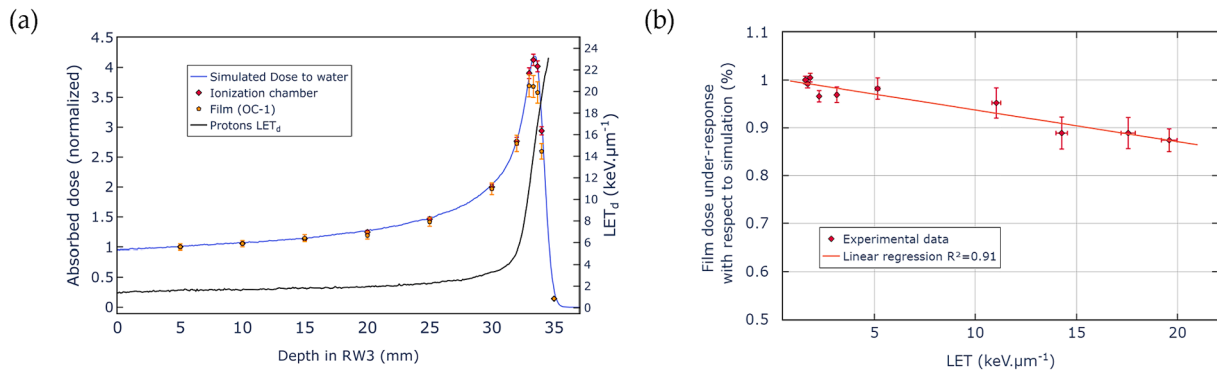 (a)
Absorbed dose (normalized)
4.5
4
3.5
3
2.5
2
1.5
1
0.5
0
Simulated Dose to water
Ionization chamber
Film (OC-1)
Protons LETd
24
22
20
18
16
14
12
10
8
6
4
2
0
LETd (keV.μm-1)
0 5 10 15 20 25 30 35
Depth in RW3 (mm)
(b)
Film dose under-response
with respect to simulation (%)
1.1
1
0.9
0.8
0.7
0.6
0.5
Experimental data
Linear regression R²=0.91
5 10 15 20
LET (keV.μm-1)